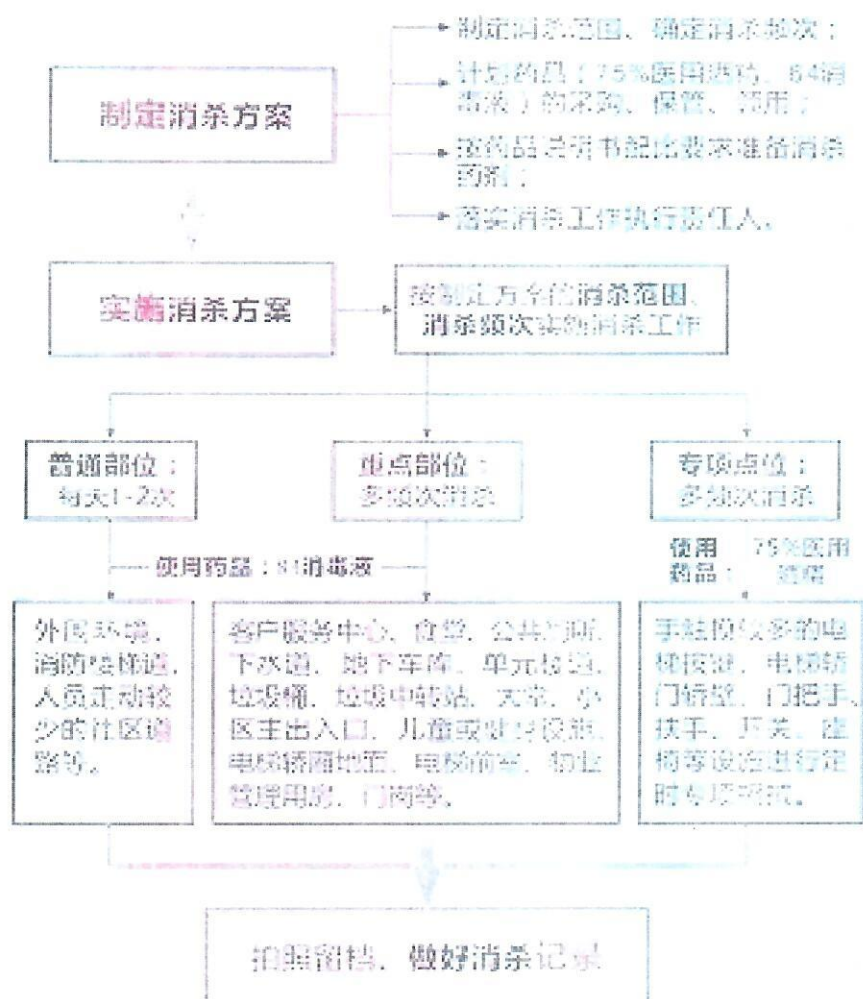 制定消杀范围、确定消杀频次；
计划药品（75%医用酒精、84消
毒液）的采购、保管、领用；
按药品说明书配比要求准备消杀
药剂；
落实消杀工作执行责任人。
制定消杀方案
实施消杀方案
按制定方案的消杀范围、
消杀频次实施消杀工作
普通部位：
每天1-2次
重点部位：
多频次消杀
专项点位：
多频次消杀
使用药品：84消毒液
使用 75%医用
药品： 酒精
外围环境、
消防楼梯道、
人员走动较
少的社区道
路等。
客户服务中心、食堂、公共厕所、
下水道、地下车库、单元楼道、
垃圾桶、垃圾中转站、大堂、小
区主出入口、儿童或健身设施、
电梯轿厢地面、电梯前室、物业
管理用房、门岗等。
手触摸较多的电
梯按键、电梯轿
门轿壁、门把手、
扶手、开关、座
椅等设施进行定
时专项擦拭。
拍照留档、做好消杀记录